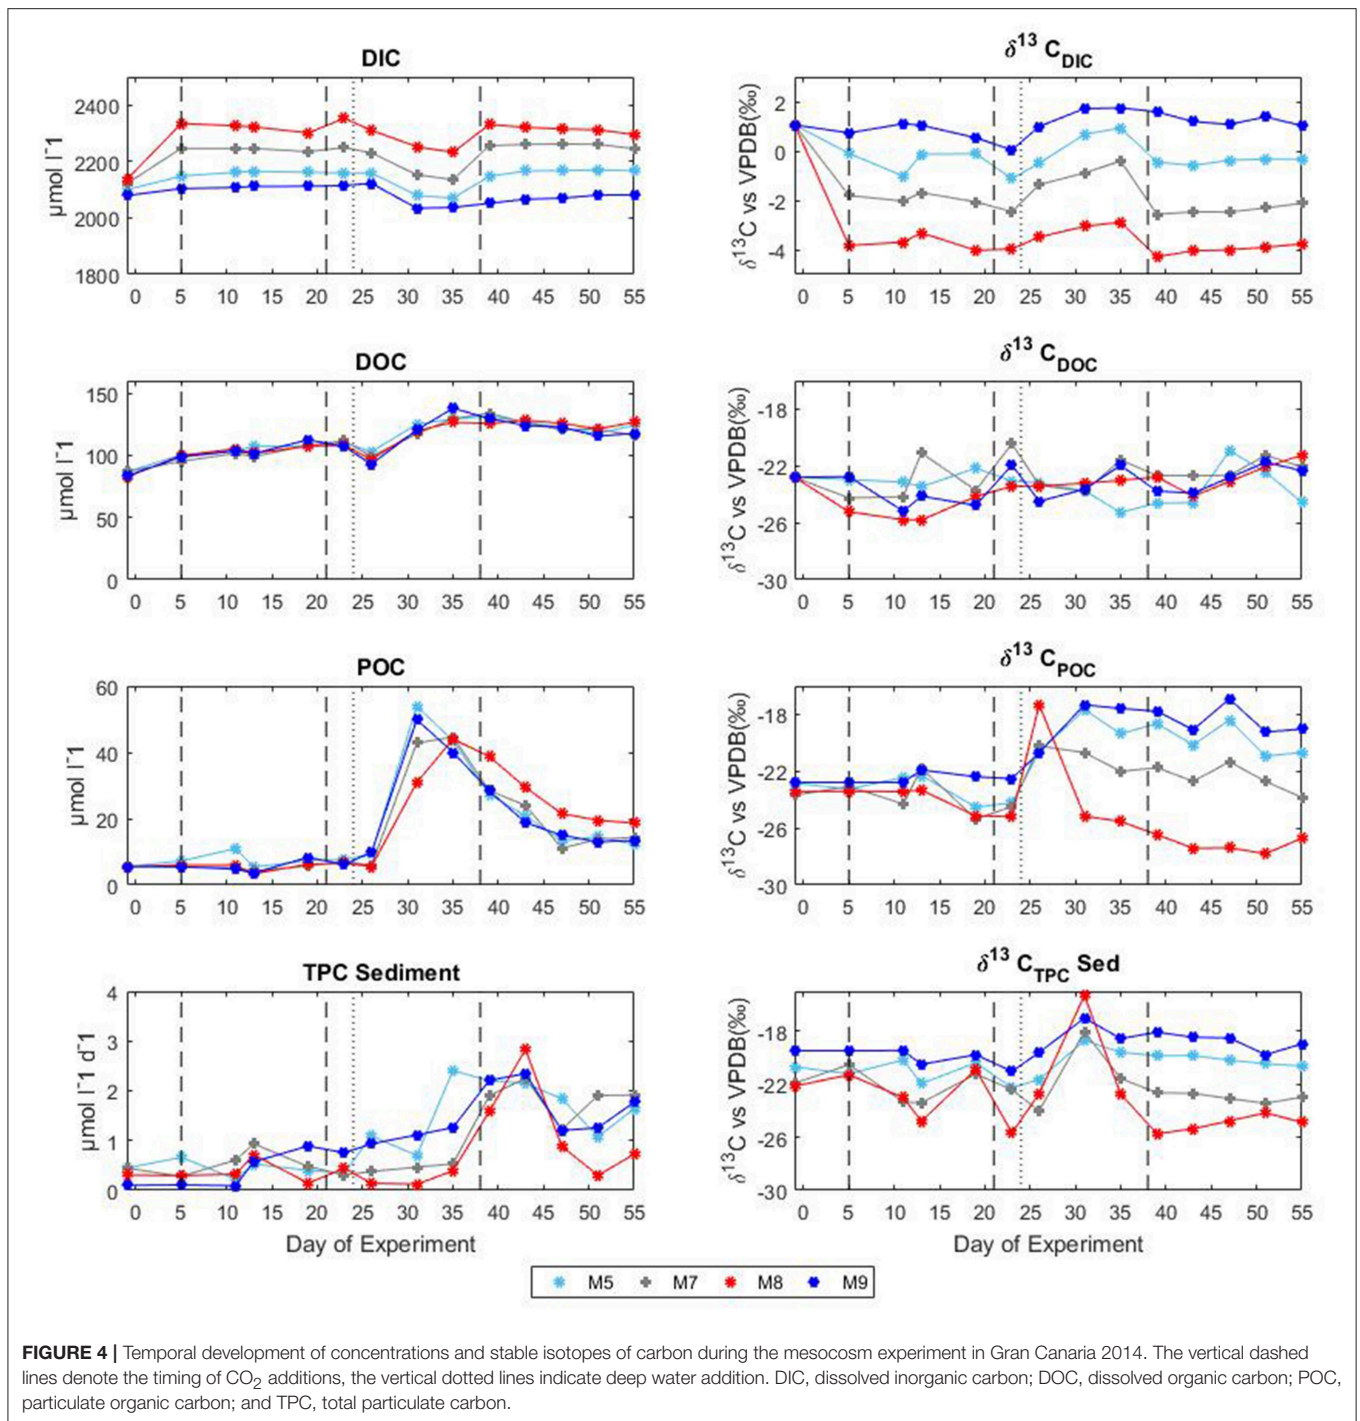 DIC
2400
2200
2000
1800
μmol l⁻1
0 5 10 15 20 25 30 35 40 45 50 55
δ¹³ C_DIC
2
0
-2
-4
δ¹³C vs VPDB(‰)
0 5 10 15 20 25 30 35 40 45 50 55
DOC
150
100
50
0
μmol l⁻1
0 5 10 15 20 25 30 35 40 45 50 55
δ¹³ C_DOC
-18
-22
-26
-30
δ¹³C vs VPDB(‰)
0 5 10 15 20 25 30 35 40 45 50 55
POC
60
40
20
0
μmol l⁻1
0 5 10 15 20 25 30 35 40 45 50 55
δ¹³ C_POC
-18
-22
-26
-30
δ¹³C vs VPDB(‰)
0 5 10 15 20 25 30 35 40 45 50 55
TPC Sediment
4
3
2
1
0
μmol l⁻1 d⁻1
0 5 10 15 20 25 30 35 40 45 50 55
Day of Experiment
δ¹³ C_TPC Sed
-18
-22
-26
-30
δ¹³C vs VPDB(‰)
0 5 10 15 20 25 30 35 40 45 50 55
Day of Experiment
M5 M7 M8 M9
FIGURE 4 | Temporal development of concentrations and stable isotopes of carbon during the mesocosm experiment in Gran Canaria 2014. The vertical dashed
lines denote the timing of CO₂ additions, the vertical dotted lines indicate deep water addition. DIC, dissolved inorganic carbon; DOC, dissolved organic carbon; POC,
particulate organic carbon; and TPC, total particulate carbon.